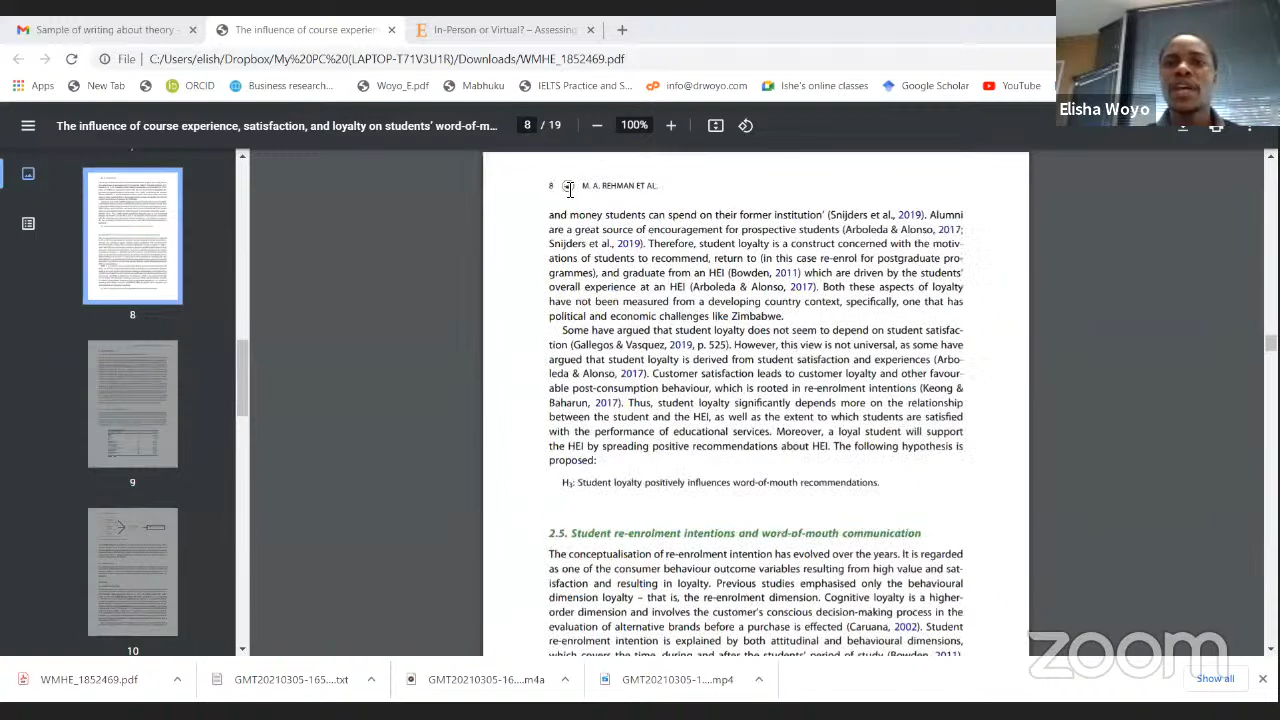 Sample of writing about theory -
The influence of course experien
In-Person or Virtual? – Assessing
File
C:/Users/elish/Dropbox/My%20PC%20(LAPTOP-T71V3U1R)/Downloads/WMHE_1852469.pdf
Apps
New Tab
ORCID
Business research...
Woyo_E.pdf
Mabhuku
IELTS Practice and S...
info@drwoyo.com
Ishe's online classes
Google Scholar
YouTube
Elisha Woyo
The influence of course experience, satisfaction, and loyalty on students' word-of-m...
8 / 19
100%
8
9
10
8 M. A. REHMAN ET AL.
and money students can spend on their former institution' (Snijders et al., 2019). Alumni
are a great source of encouragement for prospective students (Arboleda & Alonso, 2017;
Snijders et al., 2019). Therefore, student loyalty is a construct concerned with the motiv-
ations of students to recommend, return to (in this case re-enrol for postgraduate pro-
grammes), and graduate from an HEI (Bowden, 2011) which are driven by the students'
overall experience at an HEI (Arboleda & Alonso, 2017). Both these aspects of loyalty
have not been measured from a developing country context, specifically, one that has
political and economic challenges like Zimbabwe.
Some have argued that student loyalty does not seem to depend on student satisfac-
tion (Gallegos & Vasquez, 2019, p. 525). However, this view is not universal, as some have
argued that student loyalty is derived from student satisfaction and experiences (Arbo-
leda & Alonso, 2017). Customer satisfaction leads to customer loyalty and other favour-
able post-consumption behaviour, which is rooted in re-enrolment intentions (Keong &
Baharun, 2017). Thus, student loyalty significantly depends more on the relationship
between the student and the HEI, as well as the extent to which students are satisfied
with the performance of educational services. Moreover, a loyal student will support
the HEI by spreading positive recommendations about HEI. The following hypothesis is
proposed:
H3: Student loyalty positively influences word-of-mouth recommendations.
2.5. Student re-enrolment intentions and word-of-mouth communication
The conceptualisation of re-enrolment intention has evolved over the years. It is regarded
as one of the consumer behaviour outcome variables resulting from high value and sat-
isfaction and resulting in loyalty. Previous studies emphasised only the behavioural
dimension loyalty – that is, the re-enrolment dimension. Cognitive loyalty is a higher-
order dimension and involves the customer's conscious decision-making process in the
evaluation of alternative brands before a purchase is effected (Caruana, 2002). Student
re-enrolment intention is explained by both attitudinal and behavioural dimensions,
which covers the time, during and after the students' period of study (Bowden, 2011).
zoom
WMHE_1852469.pdf
GMT20210305-165....txt
GMT20210305-16....m4a
GMT20210305-1....mp4
Show all